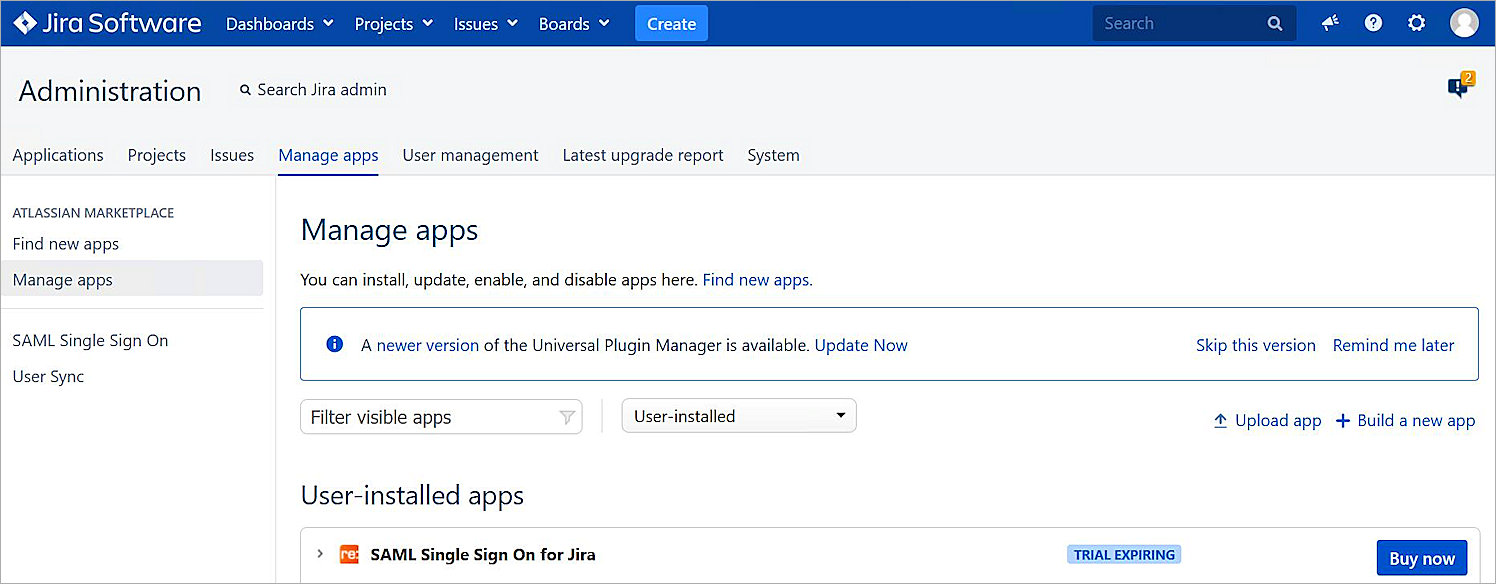 Jira Software Dashboards Projects Issues Boards Create Search
2
Administration Search Jira admin
Applications Projects Issues Manage apps User management Latest upgrade report System
ATLASSIAN MARKETPLACE
Find new apps
Manage apps
SAML Single Sign On
User Sync
Manage apps
You can install, update, enable, and disable apps here. Find new apps.
A newer version of the Universal Plugin Manager is available. Update Now Skip this version Remind me later
Filter visible apps User-installed Upload app Build a new app
User-installed apps
re: SAML Single Sign On for Jira TRIAL EXPIRING Buy now